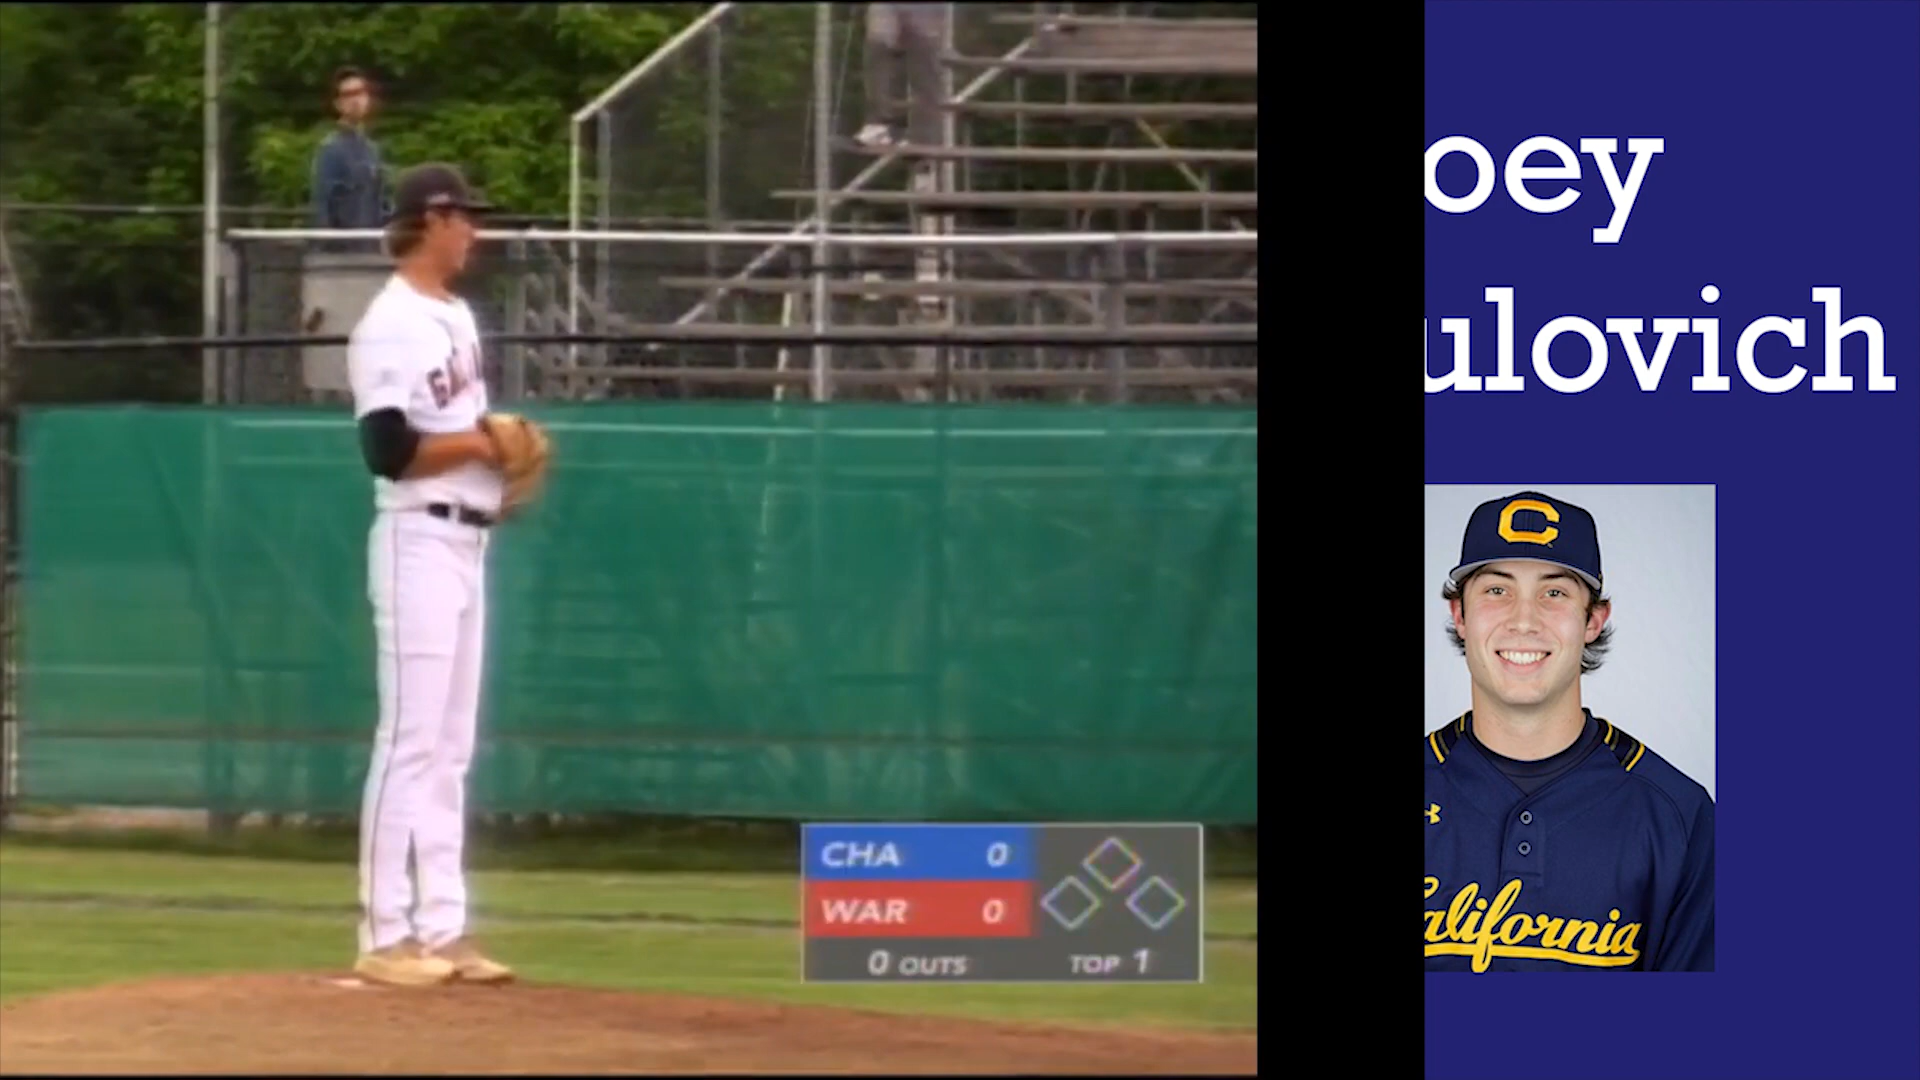 oey
ulovich
C
alifornia
CHA 0
WAR 0
0 OUTS TOP 1